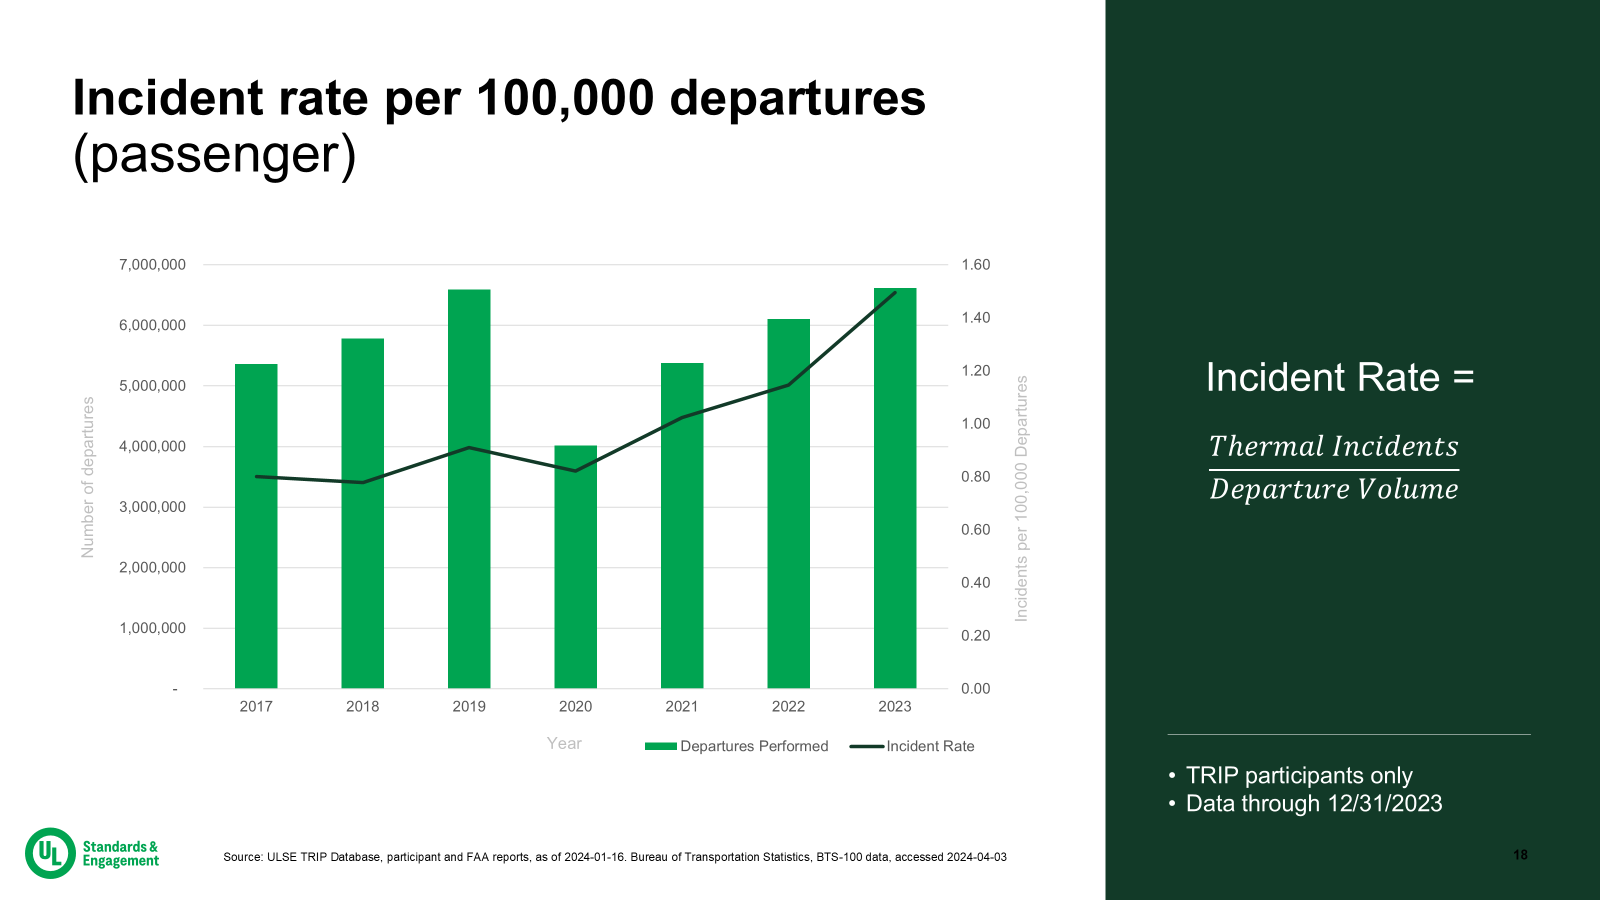 Incident rate per 100,000 departures
(passenger)
7,000,000
6,000,000
5,000,000
4,000,000
3,000,000
2,000,000
1,000,000
-
Number of departures
1.60
1.40
1.20
1.00
0.80
0.60
0.40
0.20
0.00
Incidents per 100,000 Departures
2017 2018 2019 2020 2021 2022 2023
Year
Departures Performed Incident Rate
Incident Rate =
Thermal Incidents
Departure Volume
• TRIP participants only
• Data through 12/31/2023
UL Standards &
Engagement
Source: ULSE TRIP Database, participant and FAA reports, as of 2024-01-16. Bureau of Transportation Statistics, BTS-100 data, accessed 2024-04-03
18